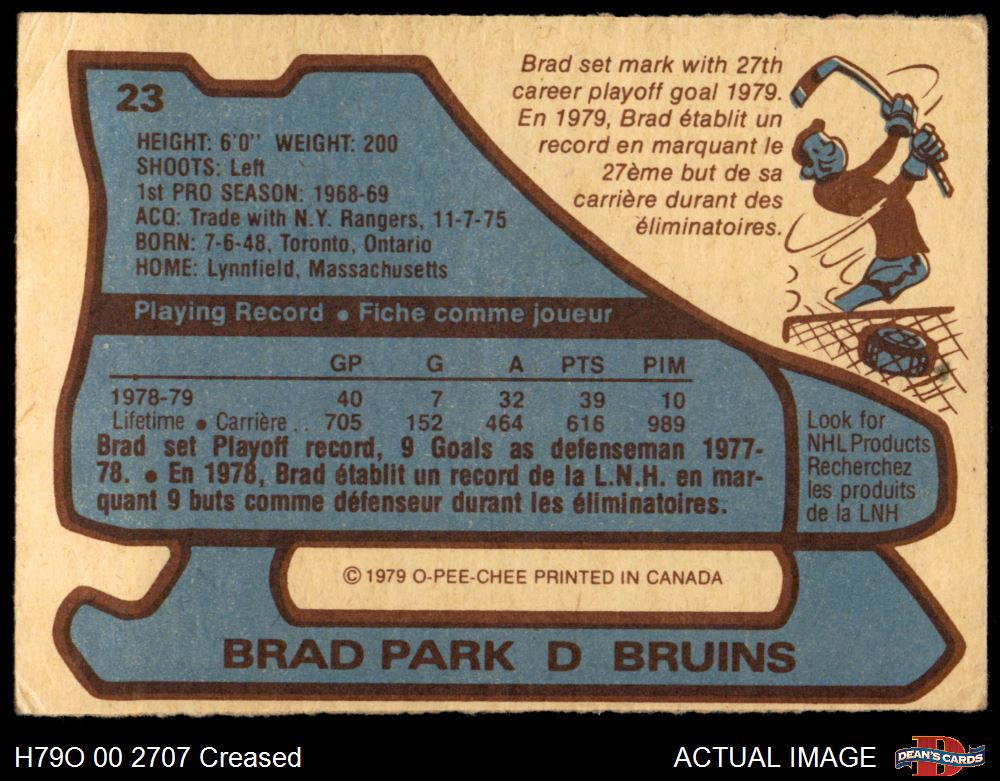 23
HEIGHT: 6'0" WEIGHT: 200
SHOOTS: Left
1st PRO SEASON: 1968-69
ACQ: Trade with N.Y. Rangers, 11-7-75
BORN: 7-6-48, Toronto, Ontario
HOME: Lynnfield, Massachusetts
Brad set mark with 27th
career playoff goal 1979.
En 1979, Brad établit un
record en marquant le
27ème but de sa
carrière durant des
éliminatoires.
Playing Record • Fiche comme joueur
GP G A PTS PIM
1978-79 40 7 32 39 10
Lifetime • Carrière . . 705 152 464 616 989
Brad set Playoff record, 9 Goals as defenseman 1977-
78. • En 1978, Brad établit un record de la L.N.H. en mar-
quant 9 buts comme défenseur durant les éliminatoires.
Look for
NHL Products
Recherchez
les produits
de la LNH
© 1979 O-PEE-CHEE PRINTED IN CANADA
BRAD PARK D BRUINS
H79O 00 2707 Creased
ACTUAL IMAGE
D
DEAN'S CARDS